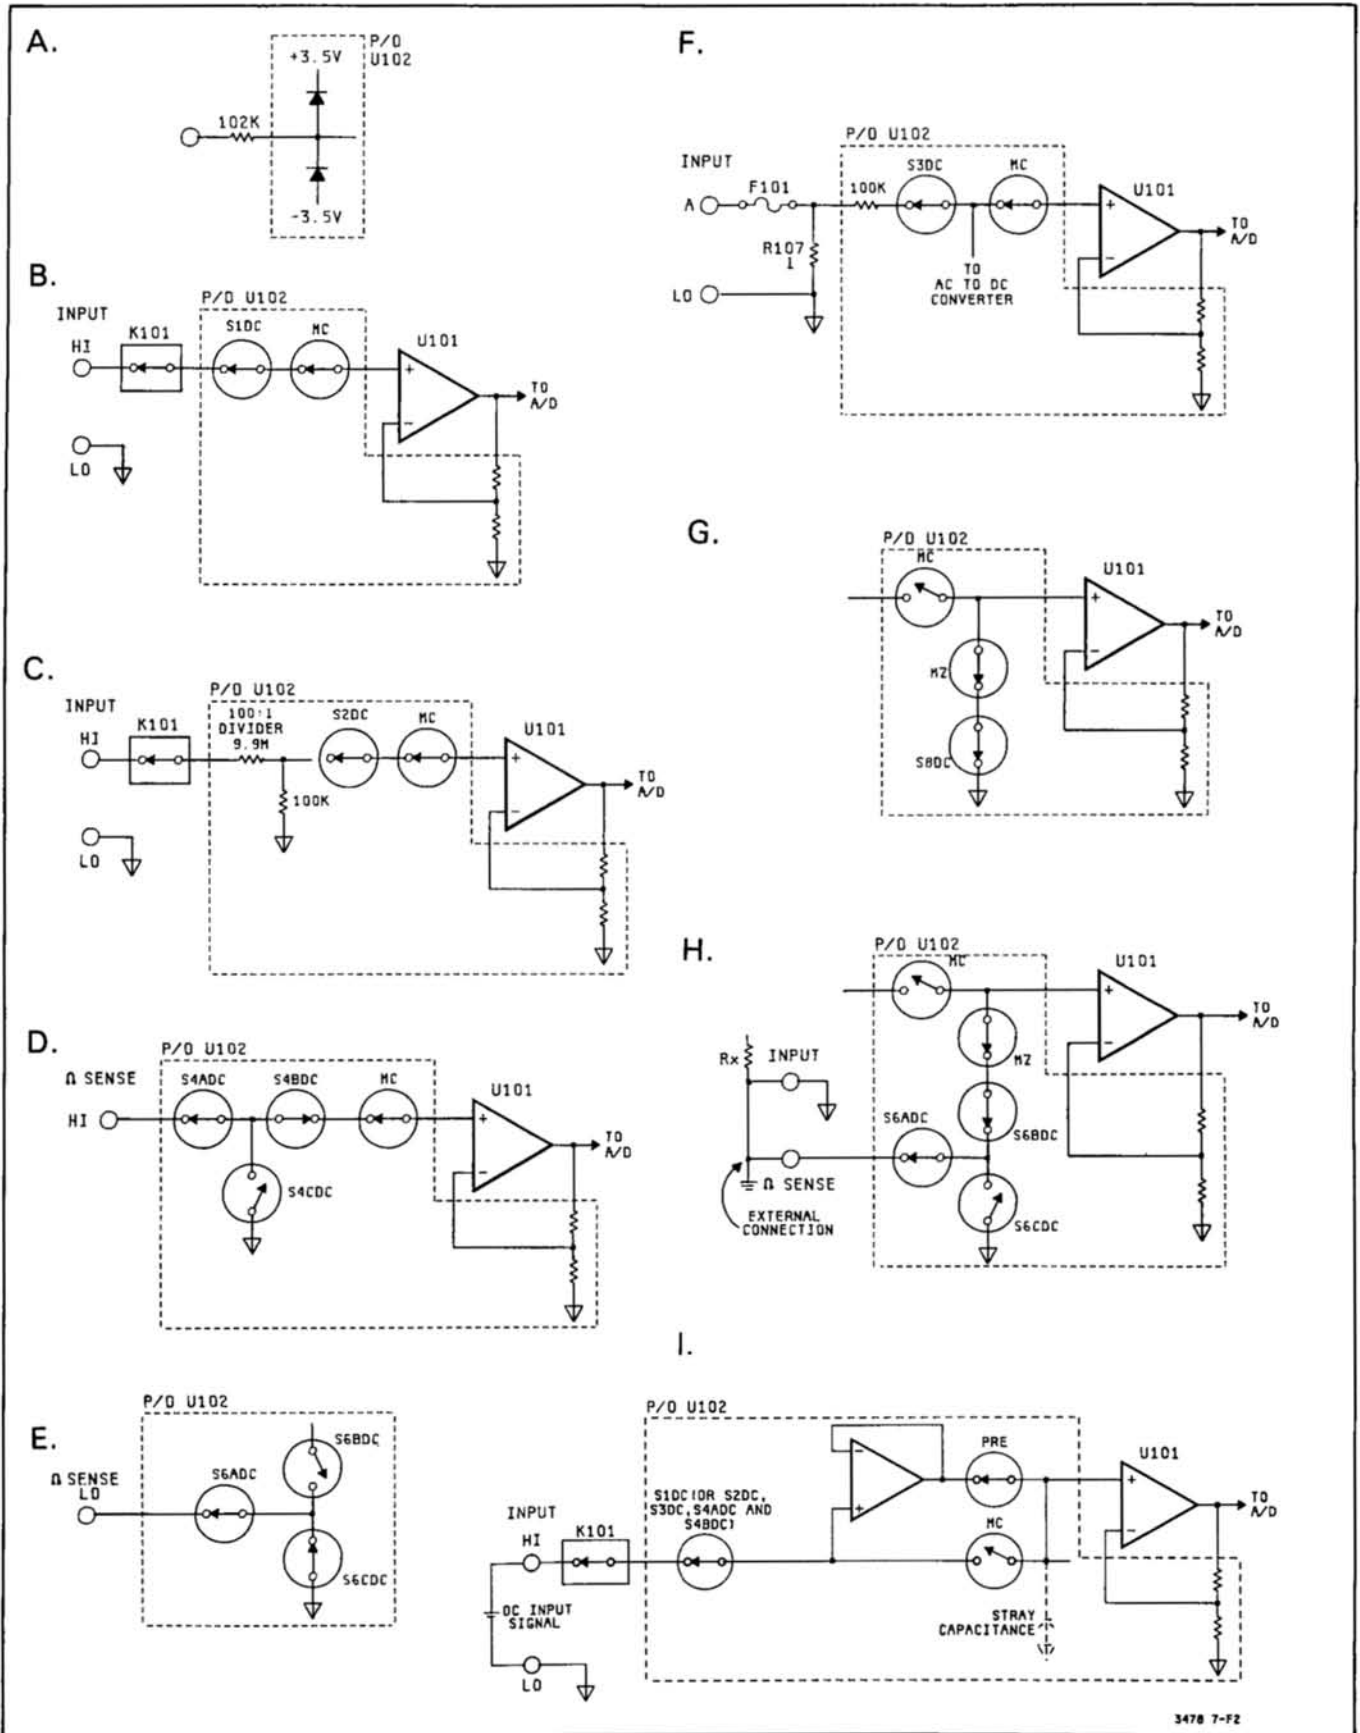 A.
P/O
U102
+3.5V
102K
-3.5V
B.
INPUT
HI
K101
P/O U102
S1DC
MC
U101
+
-
TO
A/D
LO
C.
INPUT
HI
K101
P/O U102
100:1
DIVIDER
9.9M
100K
S2DC
MC
U101
+
-
TO
A/D
LO
D.
Ω SENSE
HI
P/O U102
S4ADC
S4BDC
MC
S4CDC
U101
+
-
TO
A/D
E.
Ω SENSE
LO
P/O U102
S6ADC
S6BDC
S6CDC
F.
INPUT
A
F101
R107
1
LO
P/O U102
100K
S3DC
MC
TO
AC TO DC
CONVERTER
U101
+
-
TO
A/D
G.
P/O U102
MC
MZ
S8DC
U101
+
-
TO
A/D
H.
P/O U102
MC
MZ
S6BDC
S6ADC
S6CDC
Rx
INPUT
Ω SENSE
EXTERNAL
CONNECTION
U101
+
-
TO
A/D
I.
P/O U102
INPUT
HI
K101
S1DC(OR S2DC,
S3DC,S4ADC AND
S4BDC)
-
+
PRE
MC
STRAY
CAPACITANCE
U101
+
-
TO
A/D
DC INPUT
SIGNAL
LO
3478 7-F2